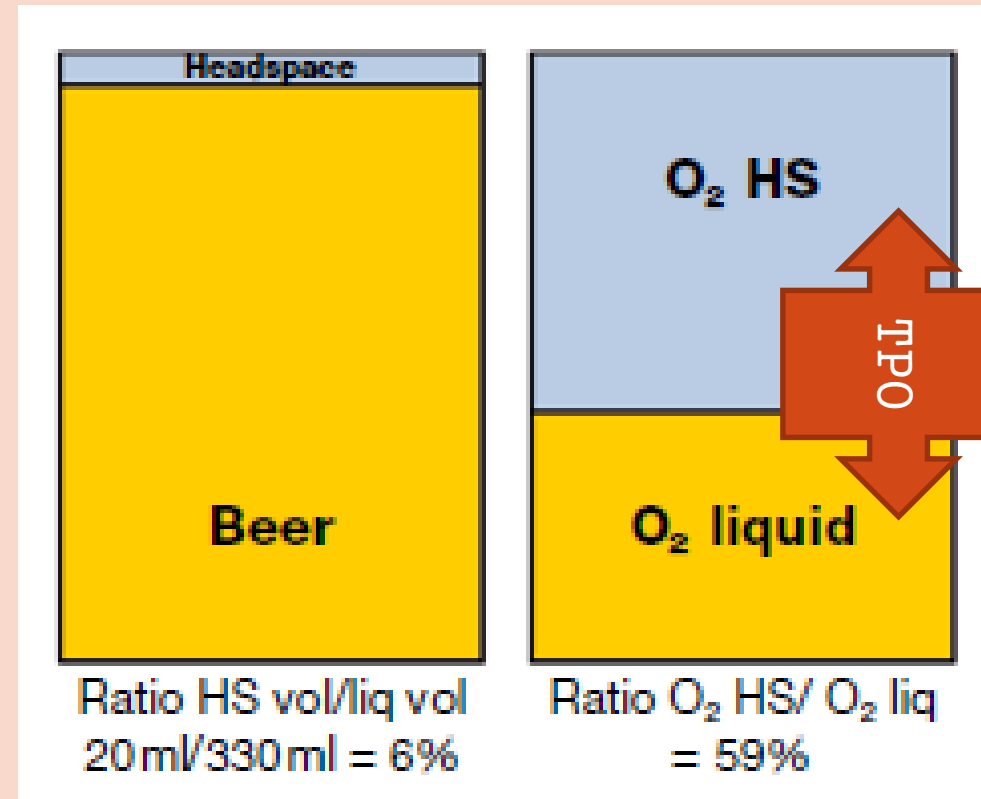 Headspace
Beer
O₂ HS
TPO
O₂ liquid
Ratio HS vol/liq vol
20 ml/330 ml = 6%
Ratio O₂ HS/ O₂ liq
= 59%